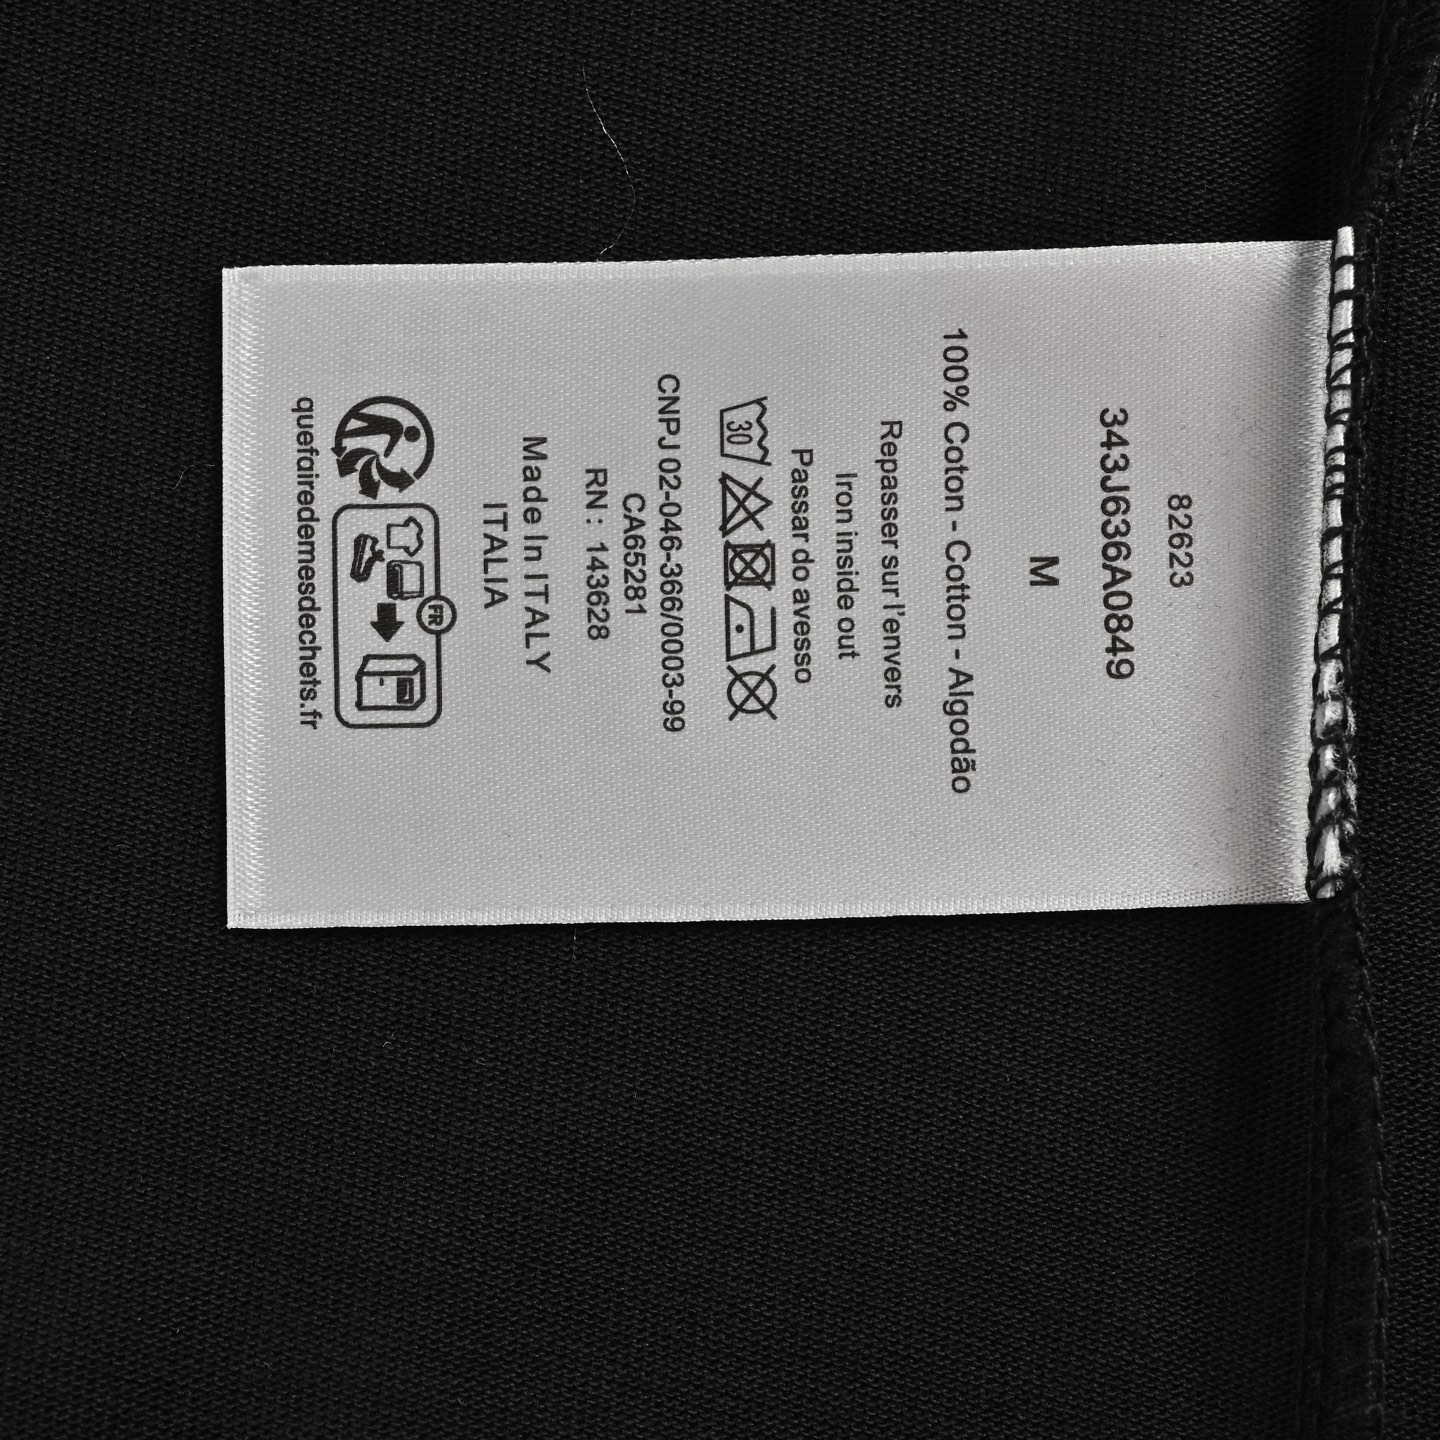 82623
343J636A0849
M
100% Coton - Cotton - Algodão
Repasser sur l'envers
Iron inside out
Passar do avesso
30
CNPJ 02-046-366/0003-99
CA65281
RN : 143628
Made In ITALY
ITALIA
FR
quefairedemesdechets.fr